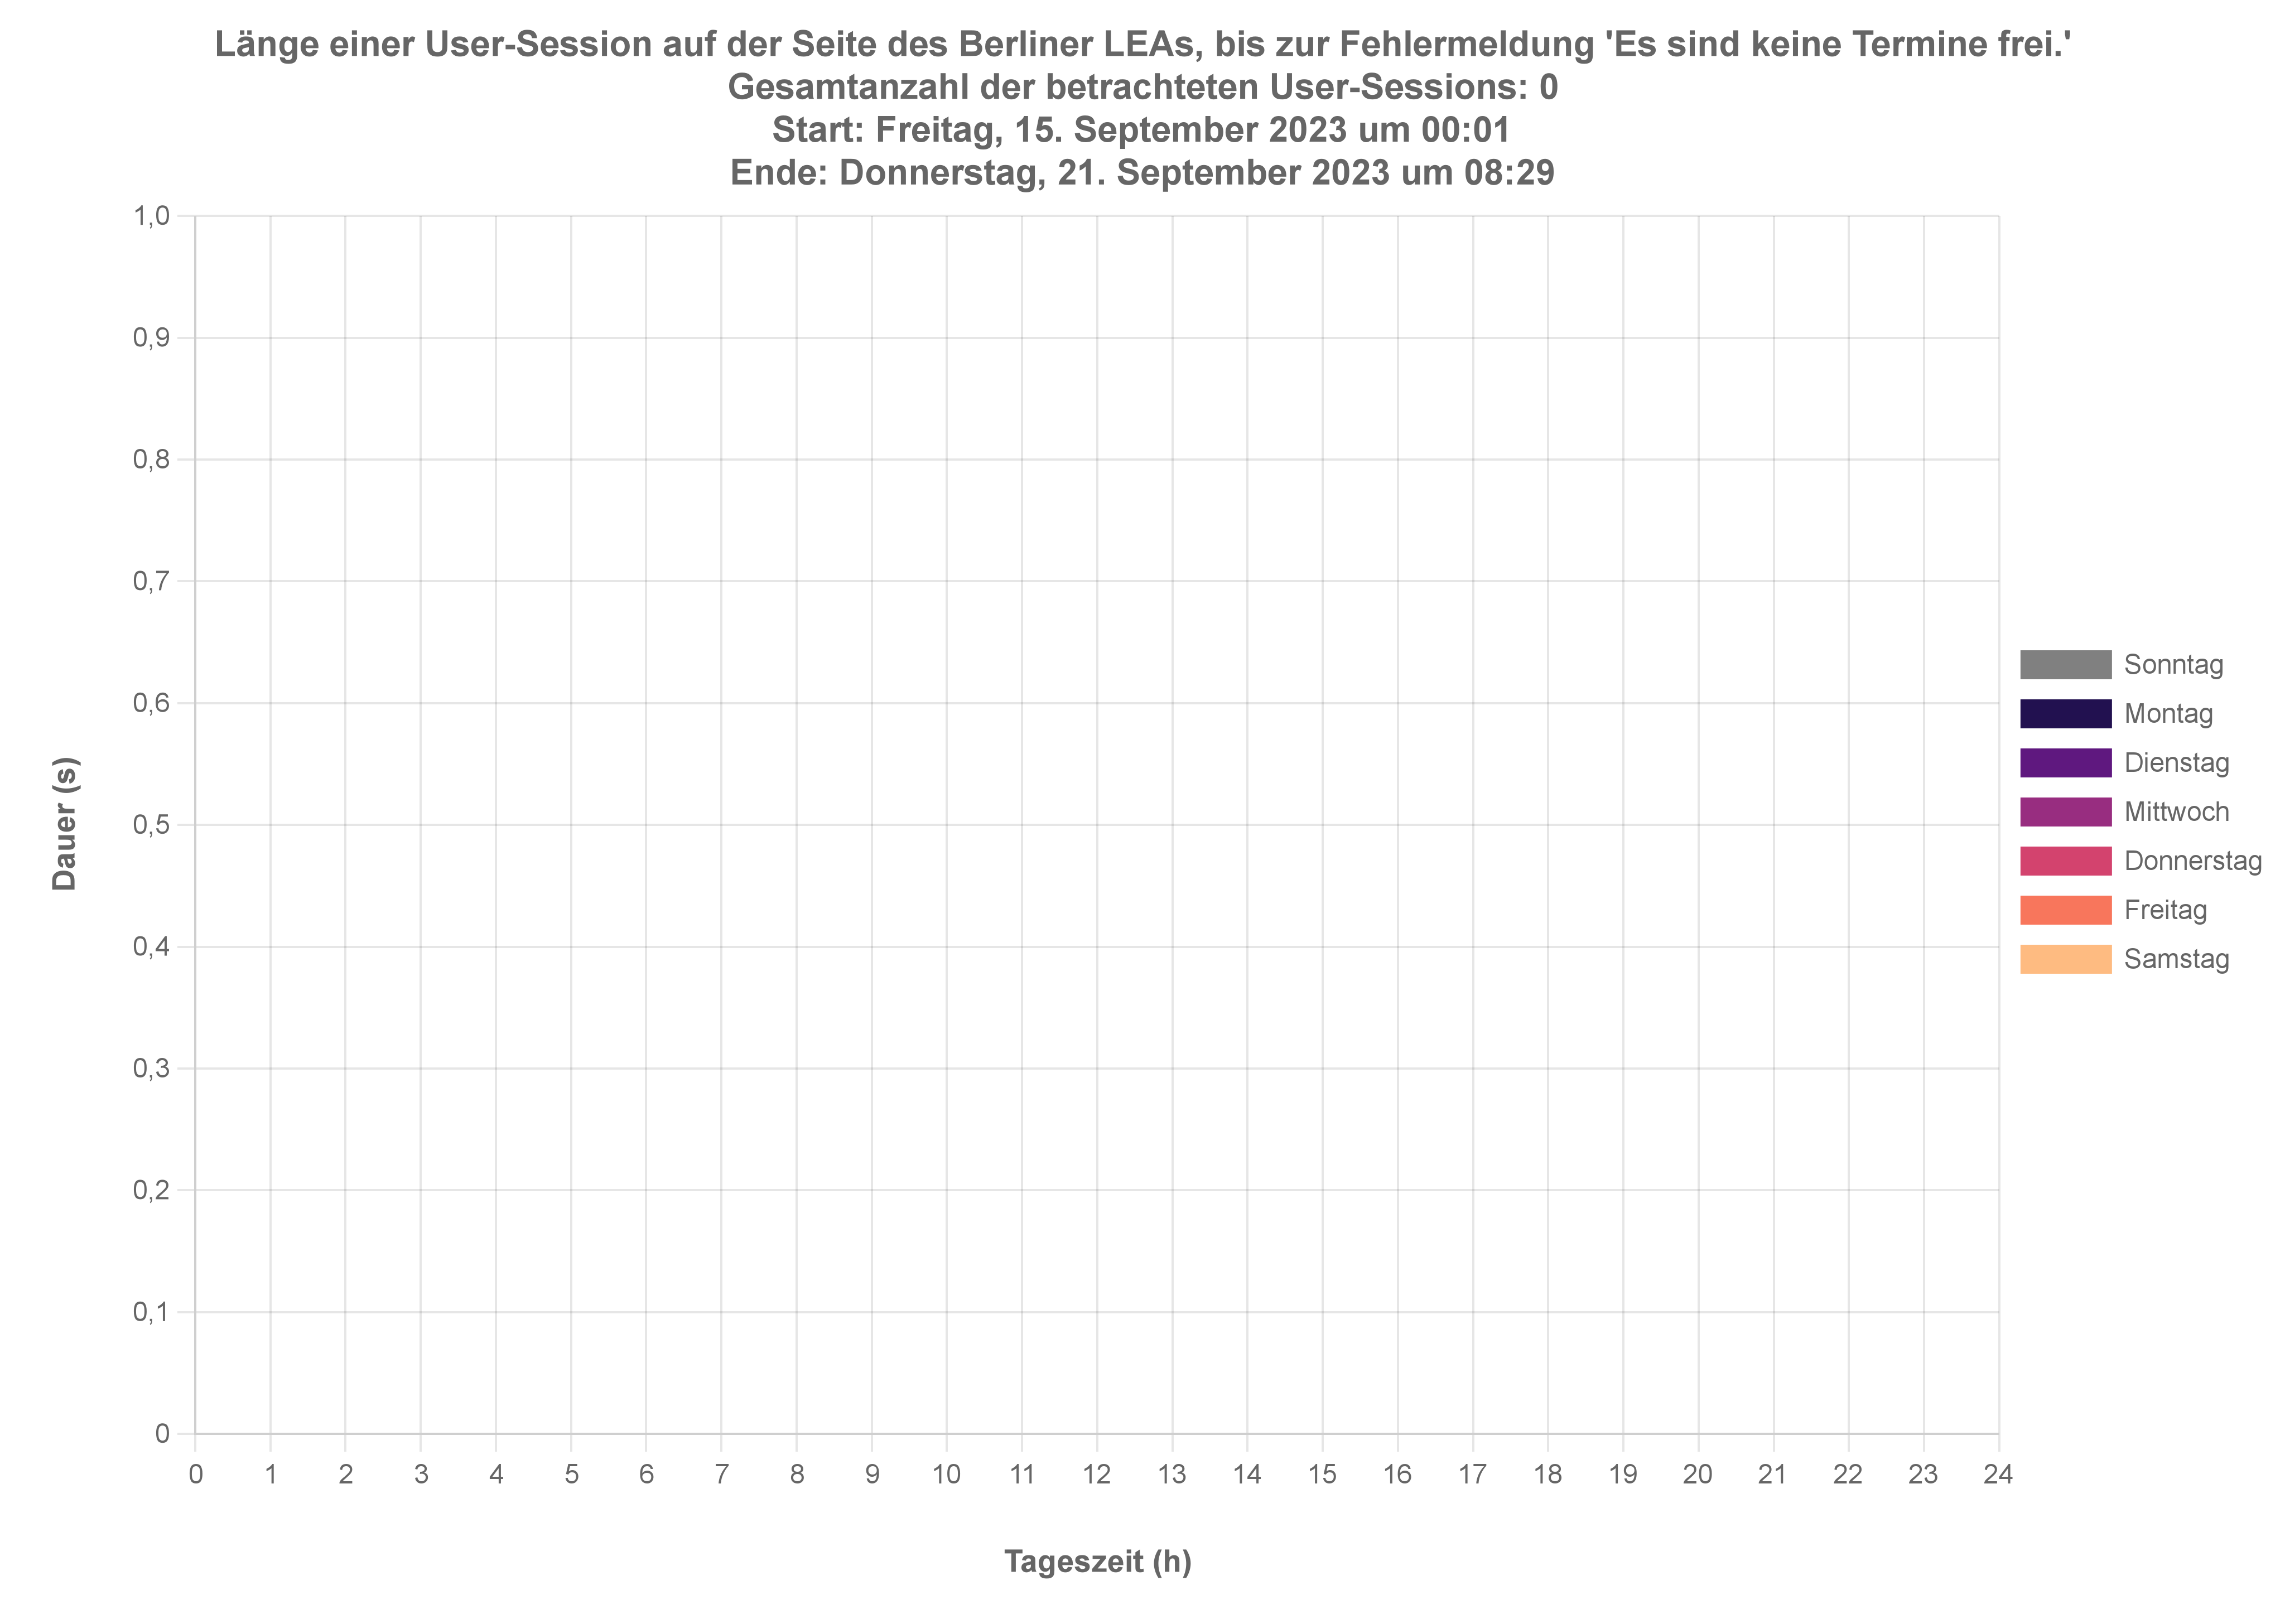 Länge einer User-Session auf der Seite des Berliner LEAs, bis zur Fehlermeldung 'Es sind keine Termine frei.'
Gesamtanzahl der betrachteten User-Sessions: 0
Start: Freitag, 15. September 2023 um 00:01
Ende: Donnerstag, 21. September 2023 um 08:29
1,0
0,9
0,8
0,7
0,6
0,5
0,4
0,3
0,2
0,1
0
Dauer (s)
0 1 2 3 4 5 6 7 8 9 10 11 12 13 14 15 16 17 18 19 20 21 22 23 24
Tageszeit (h)
Sonntag
Montag
Dienstag
Mittwoch
Donnerstag
Freitag
Samstag